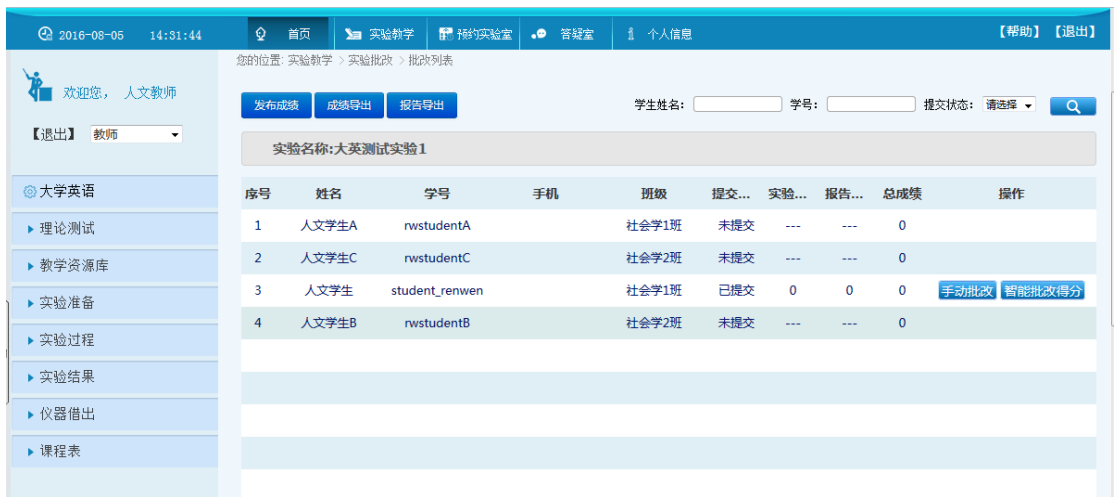 2016-08-05 14:31:44 首页 实验教学 预约实验室 答疑室 个人信息 【帮助】 【退出】
您的位置: 实验教学 > 实验批改 > 批改列表
欢迎您， 人文教师
【退出】 教师
发布成绩 成绩导出 报告导出 学生姓名: 学号: 提交状态: 请选择
实验名称:大英测试实验1
大学英语
理论测试
教学资源库
实验准备
实验过程
实验结果
仪器借出
课程表
序号 姓名 学号 手机 班级 提交... 实验... 报告... 总成绩 操作
1 人文学生A rwstudentA 社会学1班 未提交 --- --- 0
2 人文学生C rwstudentC 社会学2班 未提交 --- --- 0
3 人文学生 student_renwen 社会学1班 已提交 0 0 0 手动批改 智能批改得分
4 人文学生B rwstudentB 社会学2班 未提交 --- --- 0